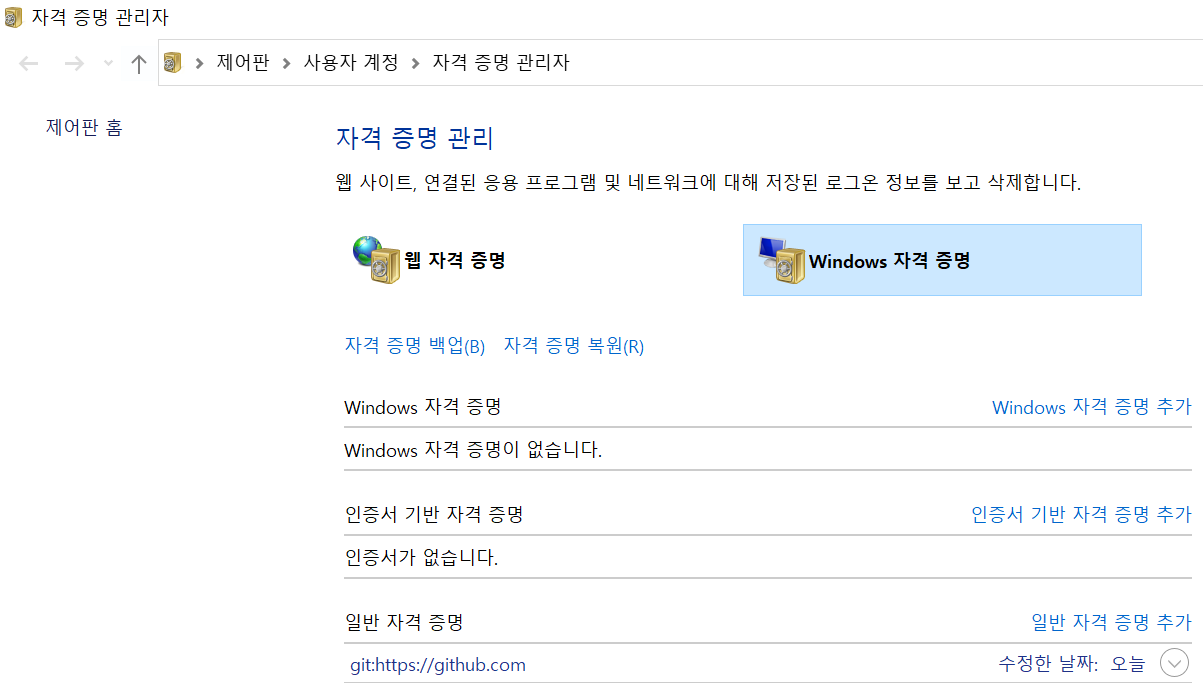 자격 증명 관리자
제어판 사용자 계정 자격 증명 관리자
제어판 홈
자격 증명 관리
웹 사이트, 연결된 응용 프로그램 및 네트워크에 대해 저장된 로그온 정보를 보고 삭제합니다.
웹 자격 증명 Windows 자격 증명
자격 증명 백업(B) 자격 증명 복원(R)
Windows 자격 증명 Windows 자격 증명 추가
Windows 자격 증명이 없습니다.
인증서 기반 자격 증명 인증서 기반 자격 증명 추가
인증서가 없습니다.
일반 자격 증명 일반 자격 증명 추가
git:https://github.com 수정한 날짜: 오늘